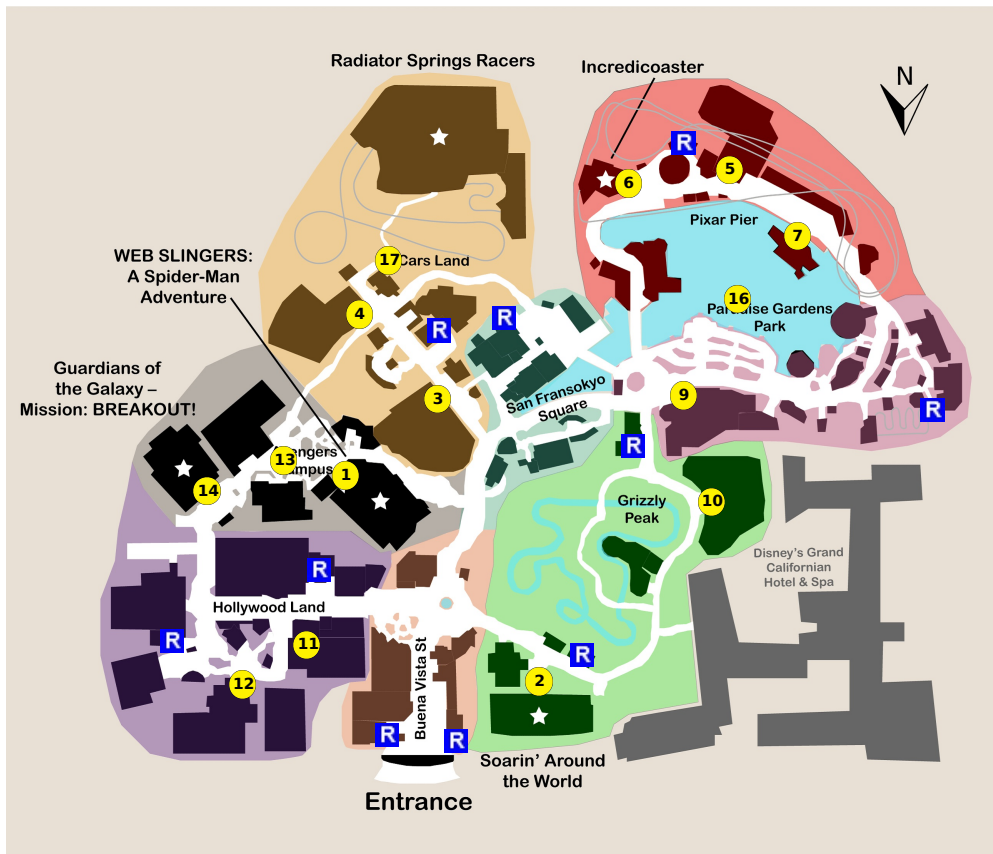 Radiator Springs Racers
Incredicoaster
N
R
5
6
Pixar Pier
7
WEB SLINGERS:
A Spider-Man
Adventure
17
Cars Land
16
Paradise Gardens
Park
4
R
R
Guardians of
the Galaxy –
Mission: BREAKOUT!
3
San Fransokyo
Square
9
R
R
13
engers
mpus
1
14
Grizzly
Peak
10
Disney's Grand
Californian
Hotel & Spa
R
Hollywood Land
R
11
12
Buena Vista St
R
2
R
R
Soarin' Around
the World
Entrance